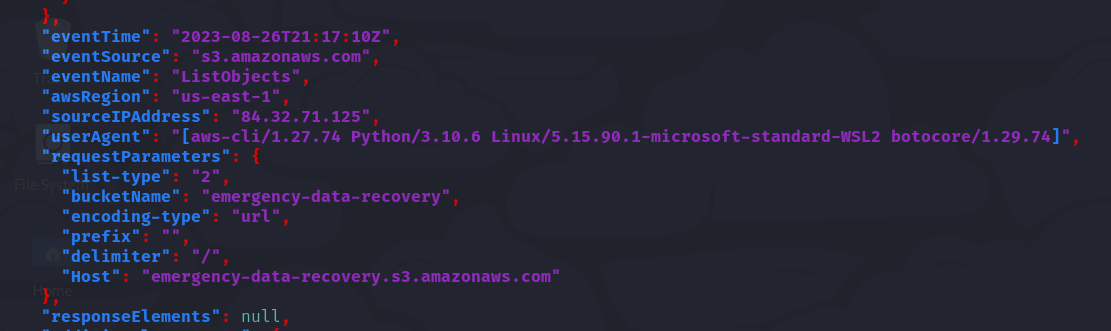 },
"eventTime": "2023-08-26T21:17:10Z",
"eventSource": "s3.amazonaws.com",
"eventName": "ListObjects",
"awsRegion": "us-east-1",
"sourceIPAddress": "84.32.71.125",
"userAgent": "[aws-cli/1.27.74 Python/3.10.6 Linux/5.15.90.1-microsoft-standard-WSL2 botocore/1.29.74]",
"requestParameters": {
"list-type": "2",
File System
"bucketName": "emergency-data-recovery",
"encoding-type": "url",
"prefix": "",
"delimiter": "/",
"Host": "emergency-data-recovery.s3.amazonaws.com"
Home
},
"responseElements": null,